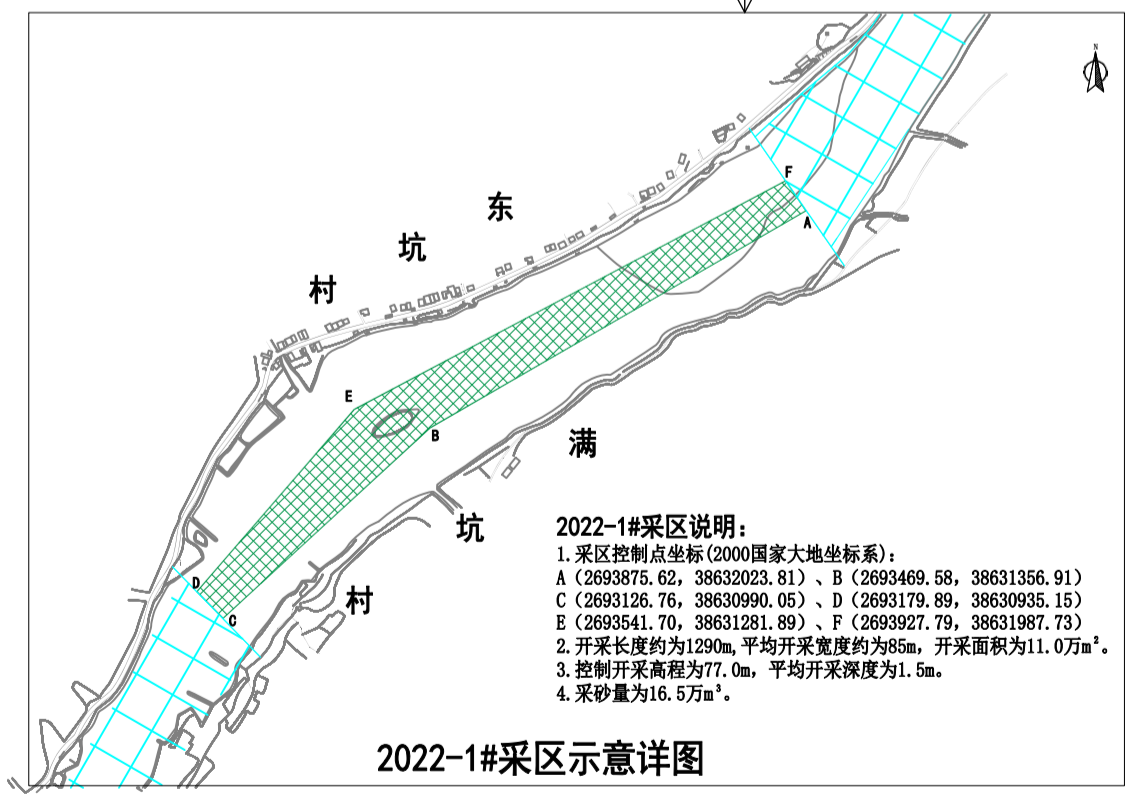 N
F
A
东
坑
村
E
B
满
坑
村
D
C
2022-1#采区说明:
1.采区控制点坐标(2000国家大地坐标系):
A(2693875.62, 38632023.81)、B(2693469.58, 38631356.91)
C(2693126.76, 38630990.05)、D(2693179.89, 38630935.15)
E(2693541.70, 38631281.89)、F(2693927.79, 38631987.73)
2.开采长度约为1290m,平均开采宽度约为85m, 开采面积为11.0万m²。
3.控制开采高程为77.0m, 平均开采深度为1.5m。
4.采砂量为16.5万m³。
2022-1#采区示意详图